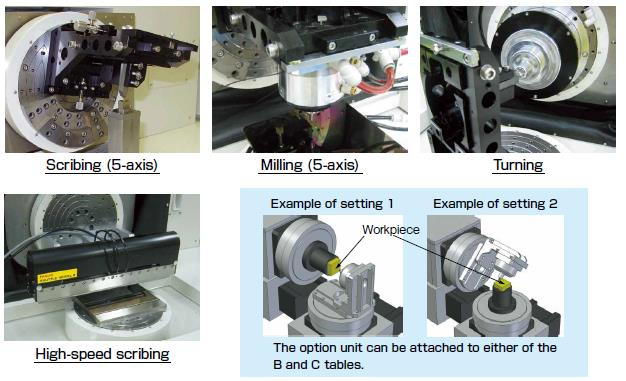 Scribing (5-axis)
Milling (5-axis)
Turning
High-speed scribing
Example of setting 1
Example of setting 2
Workpiece
The option unit can be attached to either of the
B and C tables.